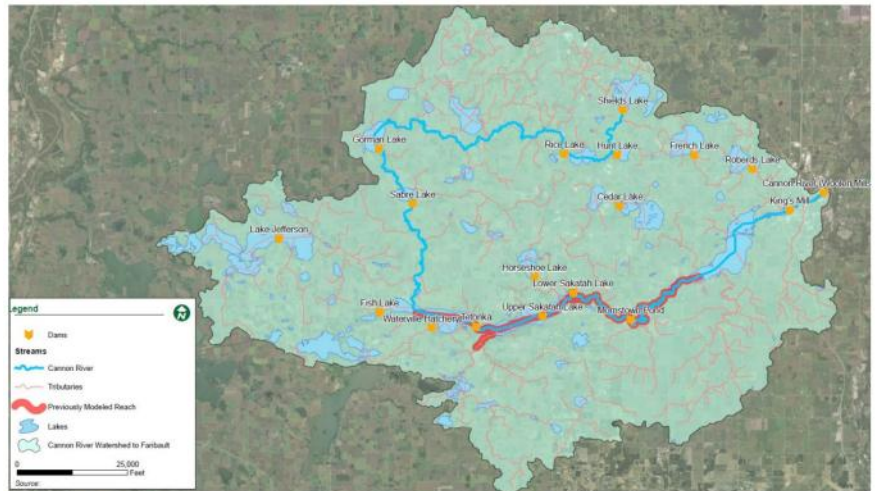 Shields Lake
Gorman Lake
Rice Lake
Hunt Lake
French Lake
Roberds Lake
Cannon River (Woolen Mills
King's Mill
Sabre Lake
Cedar Lake
Lake Jefferson
Horseshoe Lake
Lower Sakatah Lake
Fish Lake
Waterville Hatchery
Tetonka
Upper Sakatah Lake
Morristown Pond
Legend
Dams
Streams
Cannon River
Tributaries
Previously Modeled Reach
Lakes
Cannon River Watershed to Faribault
0 25,000
Feet
Source:
N